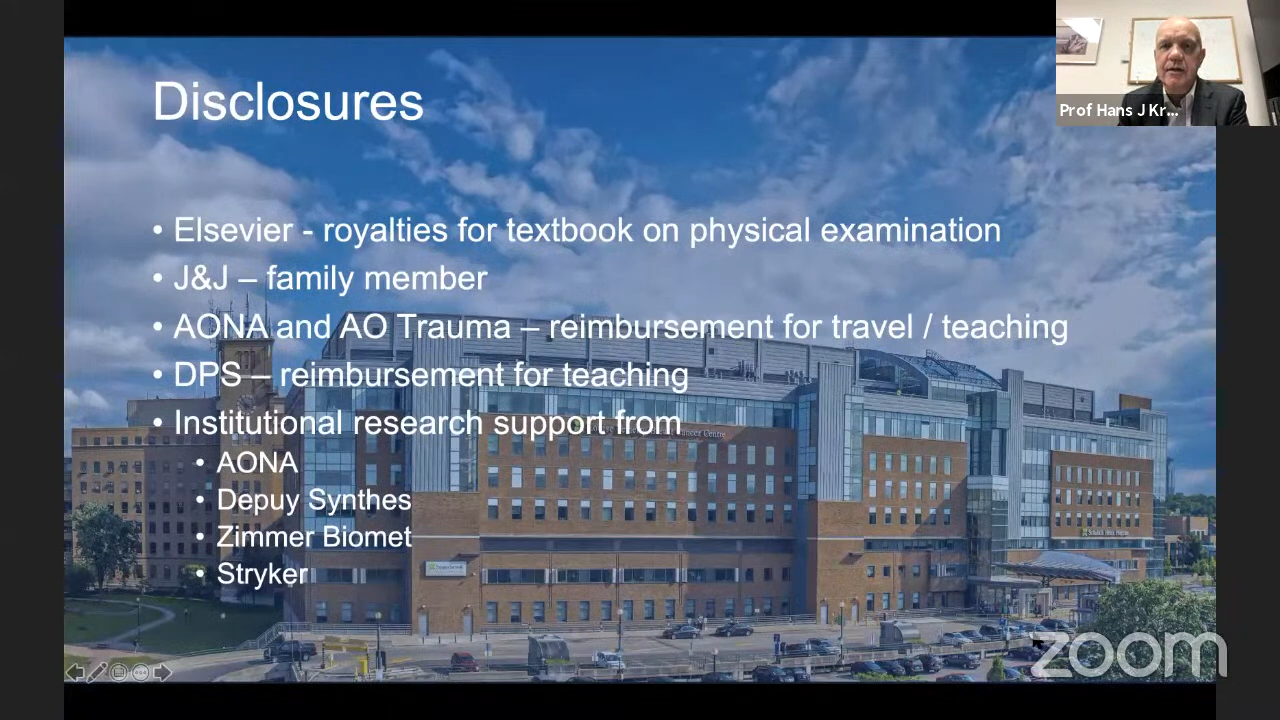 Disclosures
Prof Hans J Kr...
• Elsevier - royalties for textbook on physical examination
• J&J – family member
• AONA and AO Trauma – reimbursement for travel / teaching
• DPS – reimbursement for teaching
• Institutional research support from
• AONA
• Depuy Synthes
• Zimmer Biomet
• Stryker
zoom